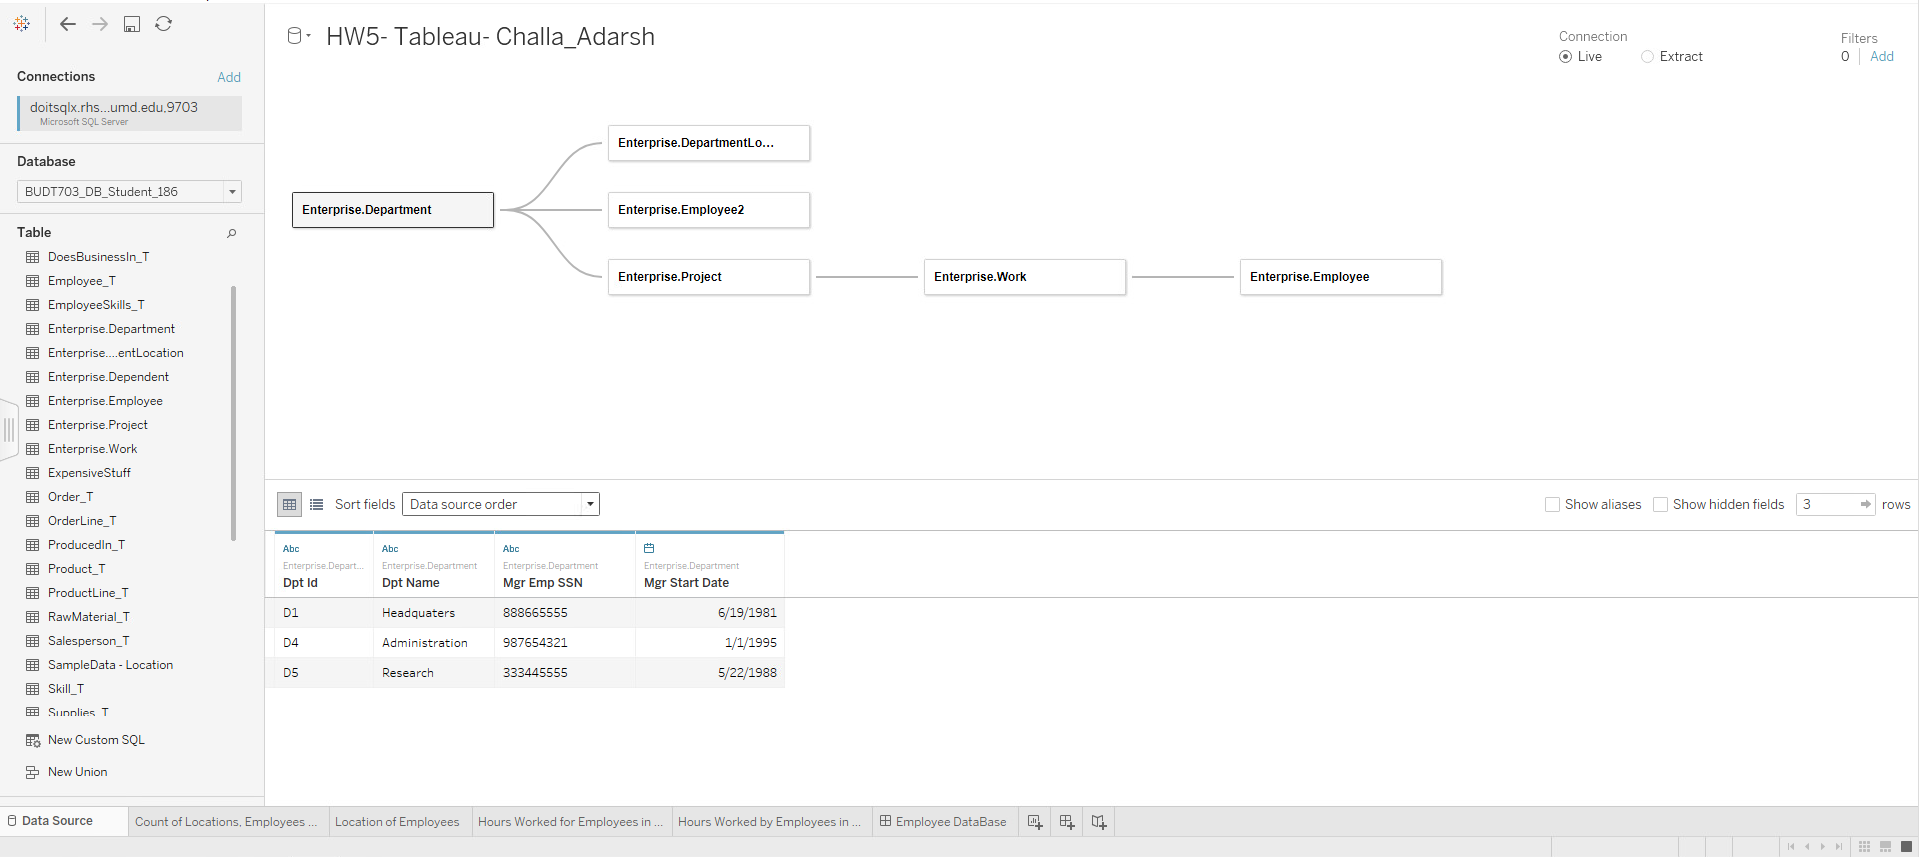 HW5- Tableau- Challa_Adarsh
Connection
Live
Extract
Filters
0
Add
Connections
Add
doitsqlx.rhs...umd.edu,9703
Microsoft SQL Server
Database
BUDT703_DB_Student_186
Table
DoesBusinessIn_T
Employee_T
EmployeeSkills_T
Enterprise.Department
Enterprise....entLocation
Enterprise.Dependent
Enterprise.Employee
Enterprise.Project
Enterprise.Work
ExpensiveStuff
Order_T
OrderLine_T
ProducedIn_T
Product_T
ProductLine_T
RawMaterial_T
Salesperson_T
SampleData - Location
Skill_T
Supplies_T
New Custom SQL
New Union
Enterprise.DepartmentLo...
Enterprise.Department
Enterprise.Employee2
Enterprise.Project
Enterprise.Work
Enterprise.Employee
Sort fields
Data source order
Show aliases
Show hidden fields
3
rows
Abc Abc Abc
Enterprise.Depart... Enterprise.Department Enterprise.Department Enterprise.Department
Dpt Id Dpt Name Mgr Emp SSN Mgr Start Date
D1 Headquaters 888665555 6/19/1981
D4 Administration 987654321 1/1/1995
D5 Research 333445555 5/22/1988
Data Source
Count of Locations, Employees ...
Location of Employees
Hours Worked for Employees in ...
Hours Worked by Employees in ...
Employee DataBase